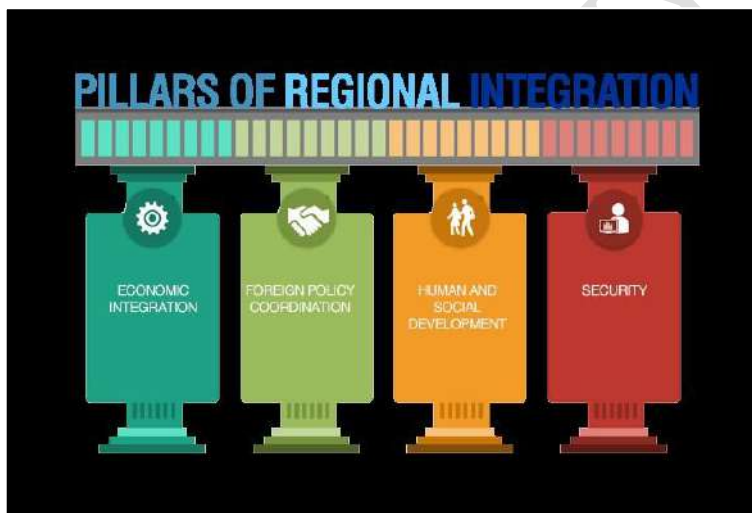 PILLARS OF REGIONAL INTEGRATION
ECONOMIC
INTEGRATION
FOREIGN POLICY
COORDINATION
HUMAN AND
SOCIAL
DEVELOPMENT
SECURITY